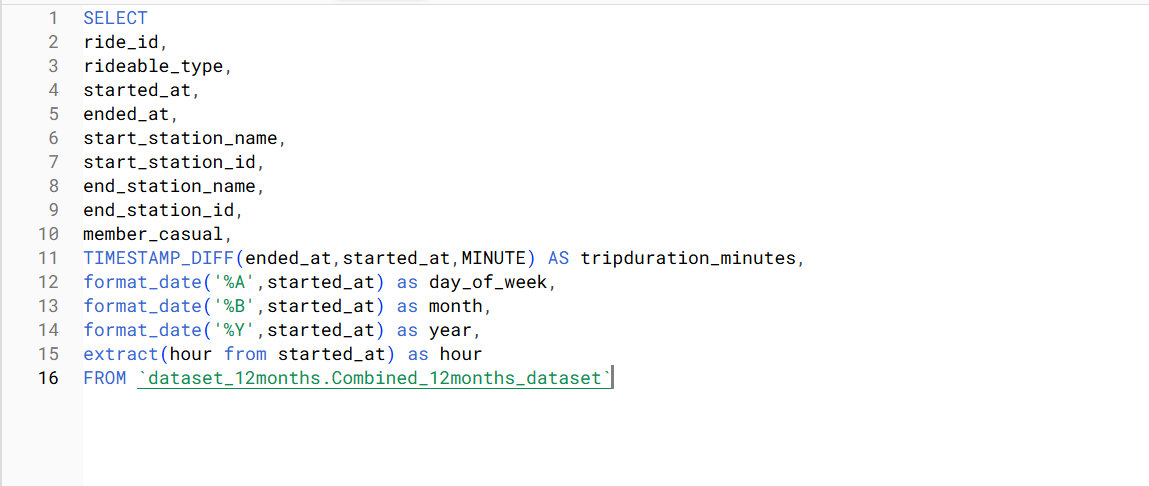 1 SELECT
2 ride_id,
3 rideable_type,
4 started_at,
5 ended_at,
6 start_station_name,
7 start_station_id,
8 end_station_name,
9 end_station_id,
10 member_casual,
11 TIMESTAMP_DIFF(ended_at,started_at,MINUTE) AS tripduration_minutes,
12 format_date('%A',started_at) as day_of_week,
13 format_date('%B',started_at) as month,
14 format_date('%Y',started_at) as year,
15 extract(hour from started_at) as hour
16 FROM `dataset_12months.Combined_12months_dataset`